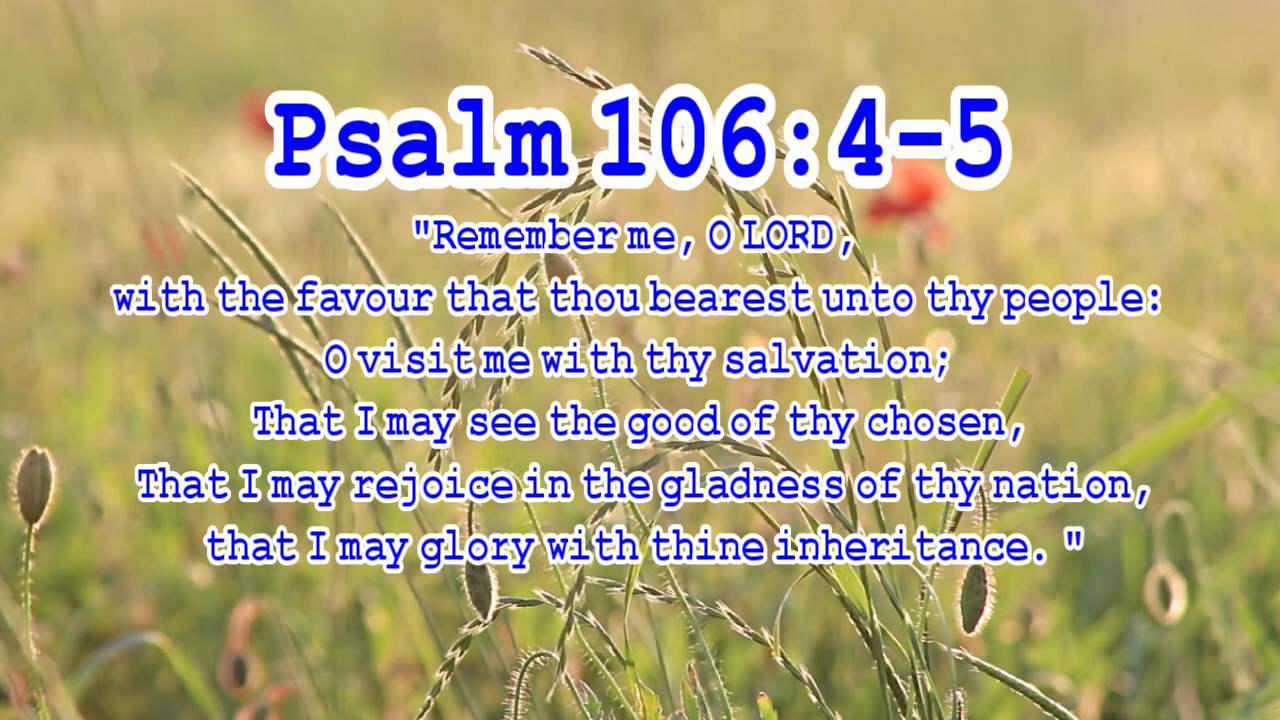 Psalm 106:4-5
"Remember me, O LORD,
with the favour that thou bearest unto thy people:
O visit me with thy salvation;
That I may see the good of thy chosen,
That I may rejoice in the gladness of thy nation,
that I may glory with thine inheritance. "